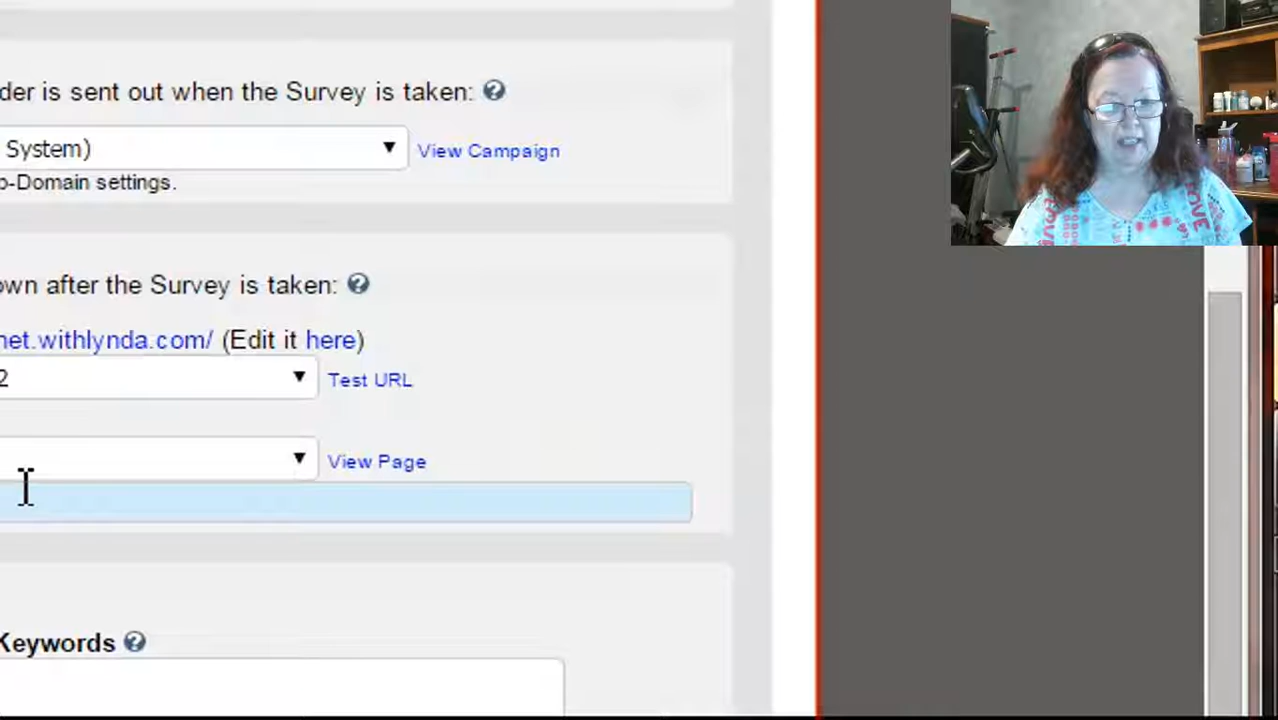 der is sent out when the Survey is taken:
System) View Campaign
o-Domain settings.
own after the Survey is taken:
net.withlynda.com/ (Edit it here)
2 Test URL
View Page
Keywords